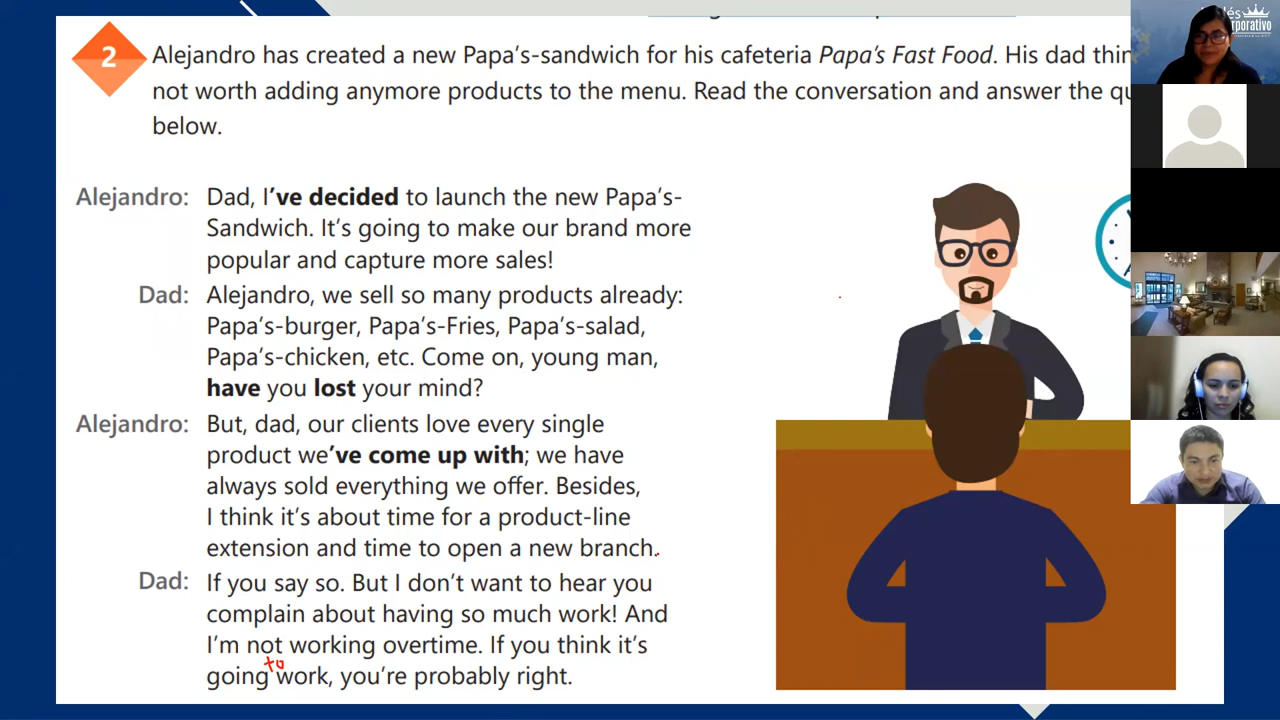 2
Alejandro has created a new Papa’s-sandwich for his cafeteria Papa’s Fast Food. His dad
not worth adding anymore products to the menu. Read the conversation and answer the
below.
Alejandro: Dad, I’ve decided to launch the new Papa’s-
Sandwich. It’s going to make our brand more
popular and capture more sales!
Dad: Alejandro, we sell so many products already:
Papa’s-burger, Papa’s-Fries, Papa’s-salad,
Papa’s-chicken, etc. Come on, young man,
have you lost your mind?
Alejandro: But, dad, our clients love every single
product we’ve come up with; we have
always sold everything we offer. Besides,
I think it’s about time for a product-line
extension and time to open a new branch.
Dad: If you say so. But I don’t want to hear you
complain about having so much work! And
I’m not working overtime. If you think it’s
to
going work, you’re probably right.